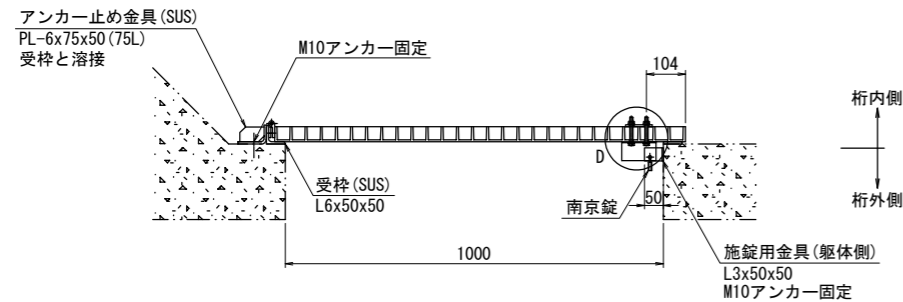 アンカー止め金具(SUS)
PL-6x75x50(75L)
受枠と溶接
M10アンカー固定
104
桁内側
桁外側
D
受枠(SUS)
L6x50x50
南京錠
50
1000
施錠用金具(躯体側)
L3x50x50
M10アンカー固定